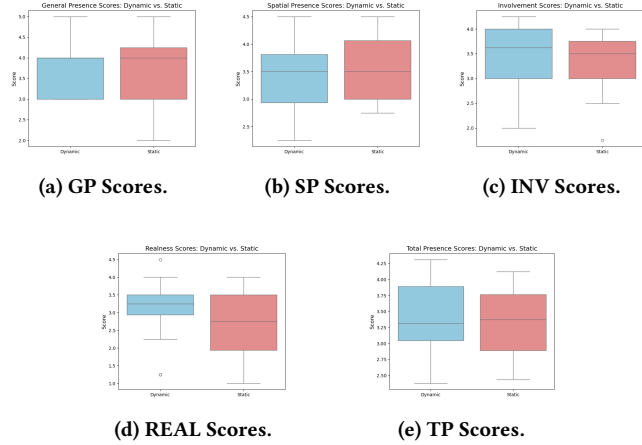 General Presence Scores: Dynamic vs. Static
Spatial Presence Scores: Dynamic vs. Static
Involvement Scores: Dynamic vs. Static
5.0
4.5
4.0
3.5
3.0
2.5
2.0
Score
Dynamic
Static
4.5
4.0
3.5
3.0
2.5
Score
Dynamic
Static
4.0
3.5
3.0
2.5
2.0
Score
Dynamic
Static
(a) GP Scores.
(b) SP Scores.
(c) INV Scores.
Realness Scores: Dynamic vs. Static
Total Presence Scores: Dynamic vs. Static
4.5
4.0
3.5
3.0
2.5
2.0
1.5
1.0
Score
Dynamic
Static
4.25
4.00
3.75
3.50
3.25
3.00
2.75
2.50
Score
Dynamic
Static
(d) REAL Scores.
(e) TP Scores.